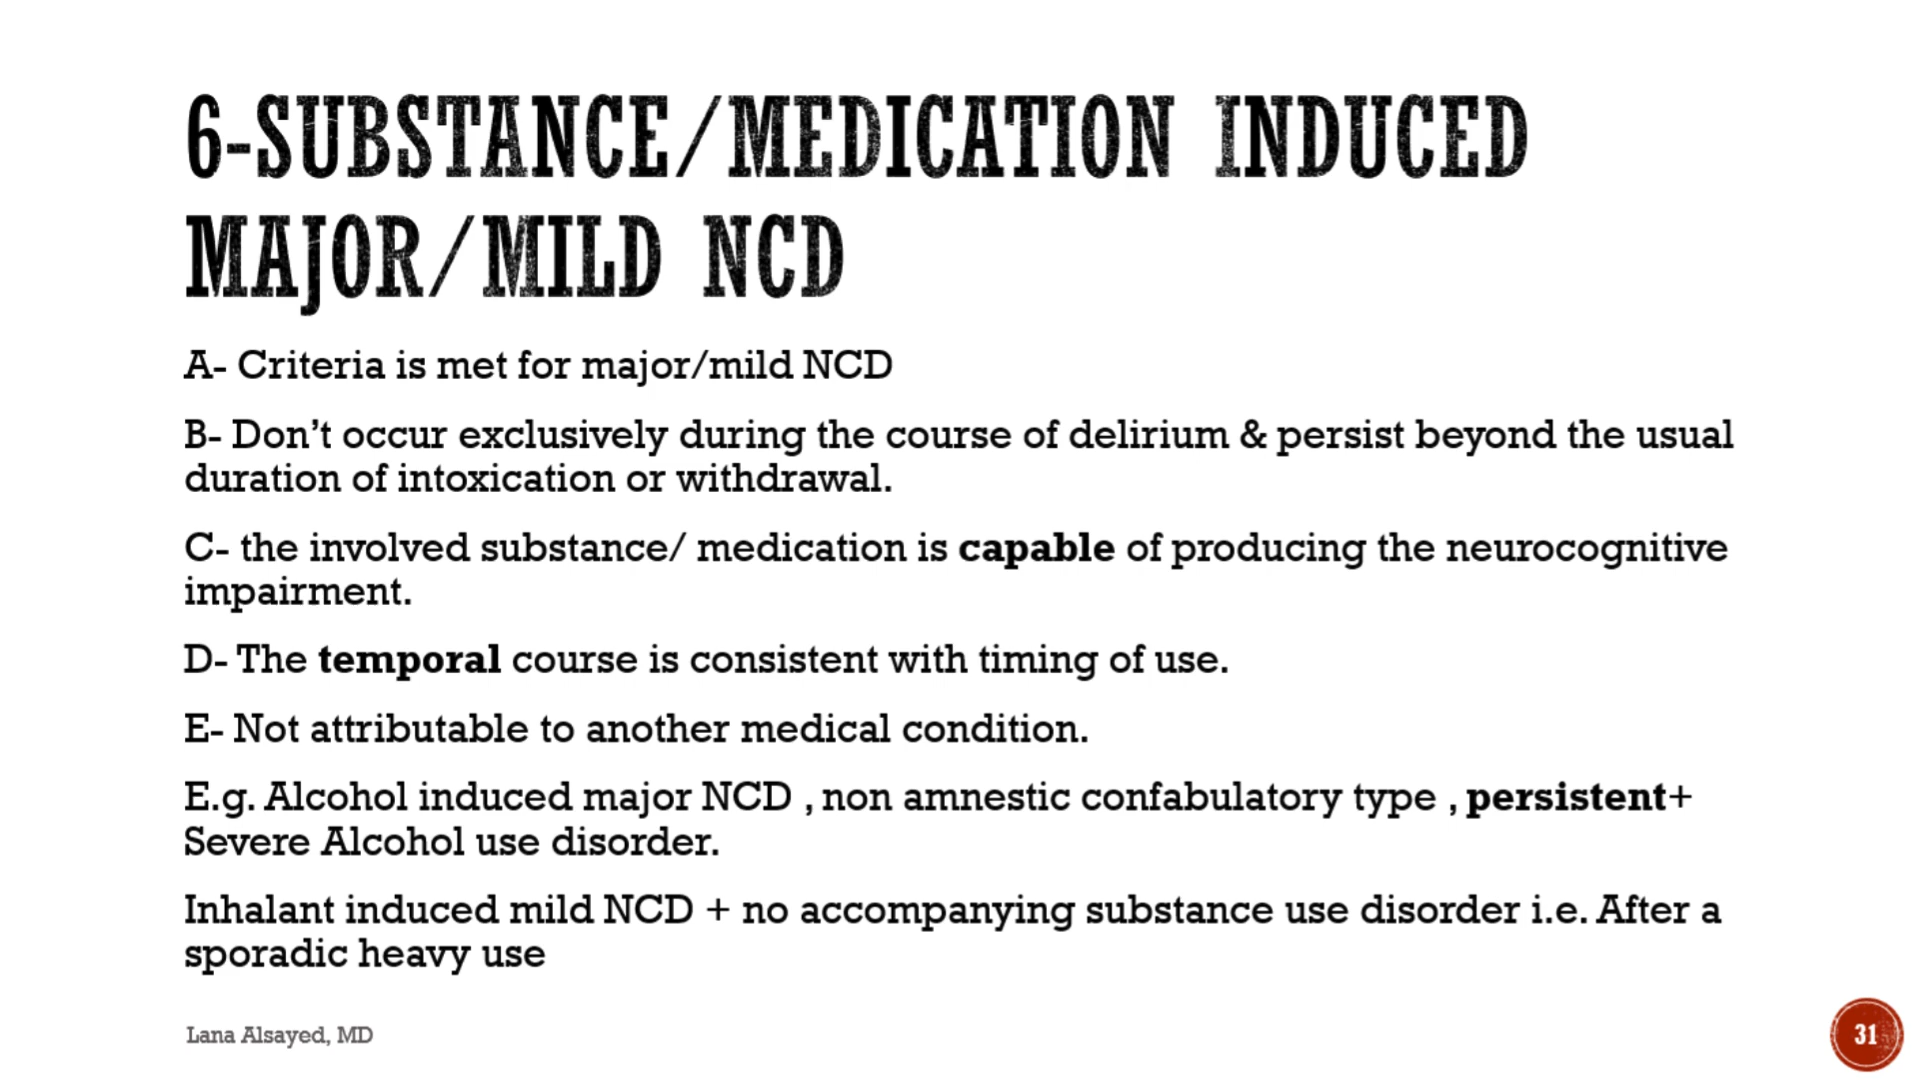 6-SUBSTANCE/MEDICATION INDUCED
MAJOR/MILD NCD
A- Criteria is met for major/mild NCD
B- Don’t occur exclusively during the course of delirium & persist beyond the usual
duration of intoxication or withdrawal.
C- the involved substance/ medication is capable of producing the neurocognitive
impairment.
D- The temporal course is consistent with timing of use.
E- Not attributable to another medical condition.
E.g. Alcohol induced major NCD , non amnestic confabulatory type , persistent+
Severe Alcohol use disorder.
Inhalant induced mild NCD + no accompanying substance use disorder i.e. After a
sporadic heavy use
Lana Alsayed, MD
31